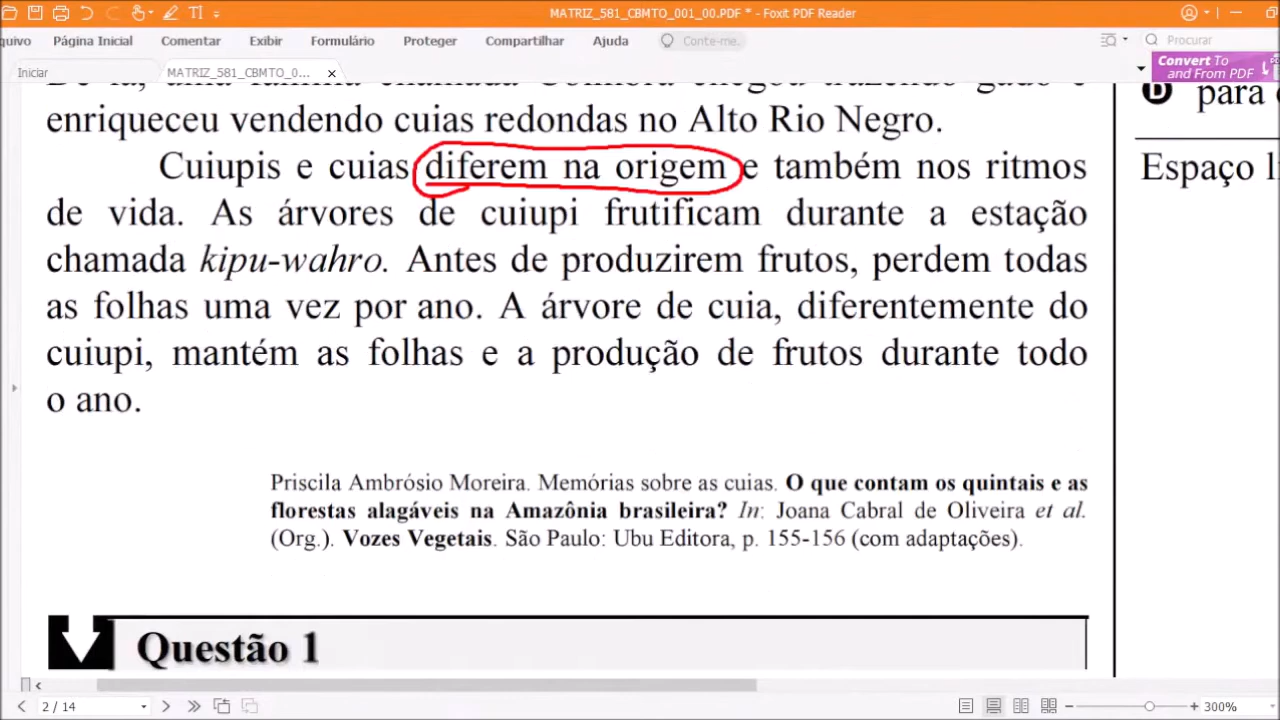 MATRIZ_581_CBMTO_001_00.PDF * - Foxit PDF Reader
quivo Página Inicial Comentar Exibir Formulário Proteger Compartilhar Ajuda Conte-me. Procurar
Iniciar MATRIZ_581_CBMTO_0... Convert To
and From PDF
enriqueceu vendendo cuias redondas no Alto Rio Negro.
Cuiupis e cuias diferem na origem e também nos ritmos
de vida. As árvores de cuiupi frutificam durante a estação
chamada kipu-wahro. Antes de produzirem frutos, perdem todas
as folhas uma vez por ano. A árvore de cuia, diferentemente do
cuiupi, mantém as folhas e a produção de frutos durante todo
o ano.
Priscila Ambrósio Moreira. Memórias sobre as cuias. O que contam os quintais e as
florestas alagáveis na Amazônia brasileira? In: Joana Cabral de Oliveira et al.
(Org.). Vozes Vegetais. São Paulo: Ubu Editora, p. 155-156 (com adaptações).
Questão 1
D para
Espaço
2 / 14 300%